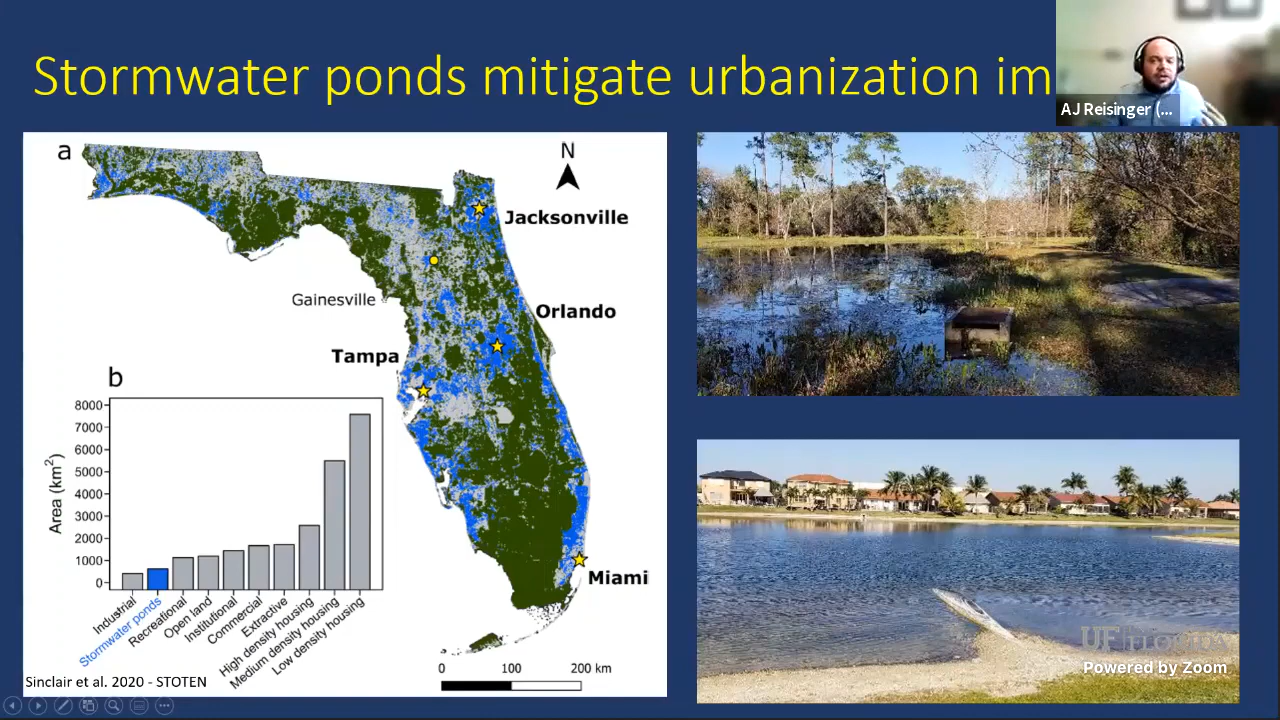 Stormwater ponds mitigate urbanization im
AJ Reisinger (...
a
N
Jacksonville
Gainesville
Orlando
Tampa
Miami
b
8000
7000
6000
5000
4000
3000
2000
1000
0
Area (km²)
Industrial
Stormwater ponds
Recreational
Open land
Institutional
Commercial
Extractive
High density housing
Medium density housing
Low density housing
0 100 200 km
Sinclair et al. 2020 - STOTEN
UF FLORIDA
Powered by Zoom